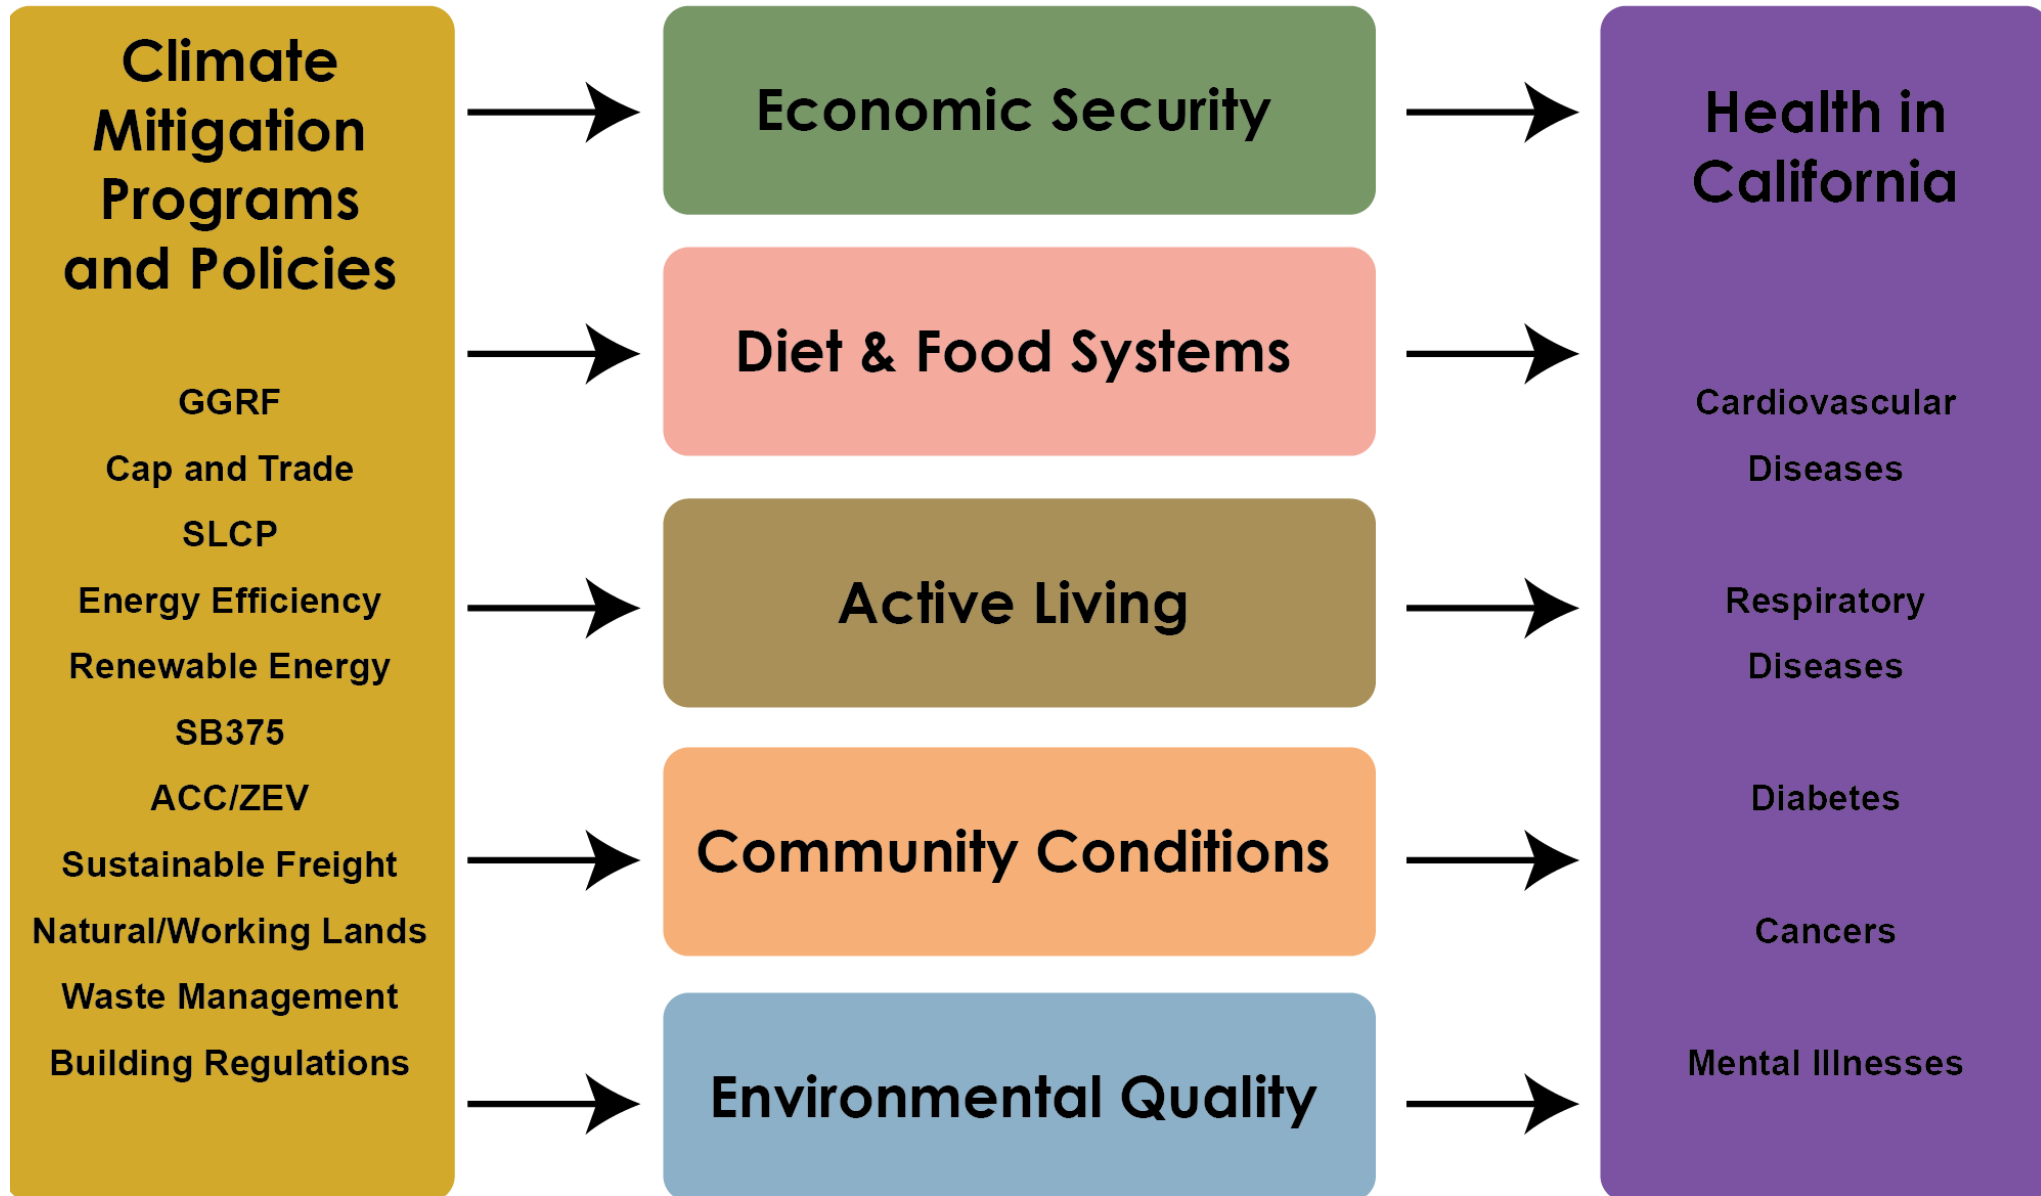 Climate
Mitigation
Programs
and Policies
GGRF
Cap and Trade
SLCP
Energy Efficiency
Renewable Energy
SB375
ACC/ZEV
Sustainable Freight
Natural/Working Lands
Waste Management
Building Regulations
Economic Security
Diet & Food Systems
Active Living
Community Conditions
Environmental Quality
Health in
California
Cardiovascular
Diseases
Respiratory
Diseases
Diabetes
Cancers
Mental Illnesses